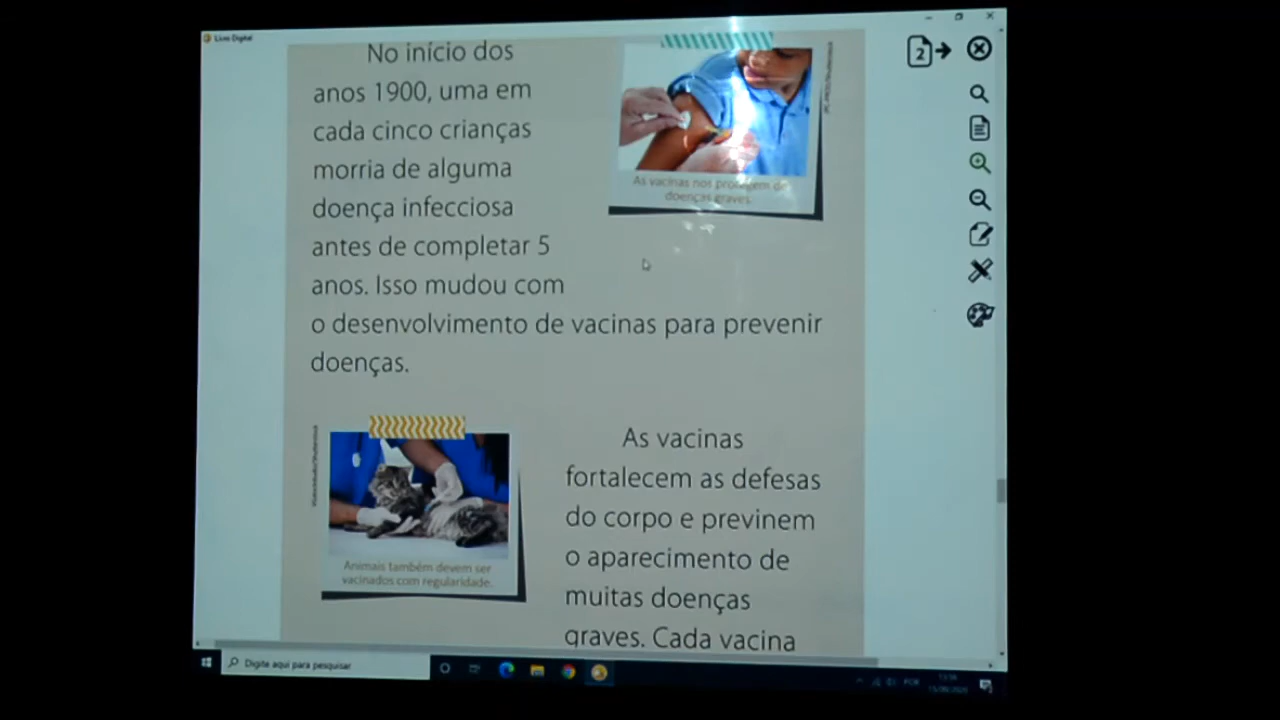 Livro Digital
No início dos
anos 1900, uma em
cada cinco crianças
morria de alguma
doença infecciosa
antes de completar 5
anos. Isso mudou com
o desenvolvimento de vacinas para prevenir
doenças.
As vacinas nos protegem de
doenças graves.
2
Animais também devem ser
vacinados com regularidade.
As vacinas
fortalecem as defesas
do corpo e previnem
o aparecimento de
muitas doenças
graves. Cada vacina
Digite aqui para pesquisar
POR